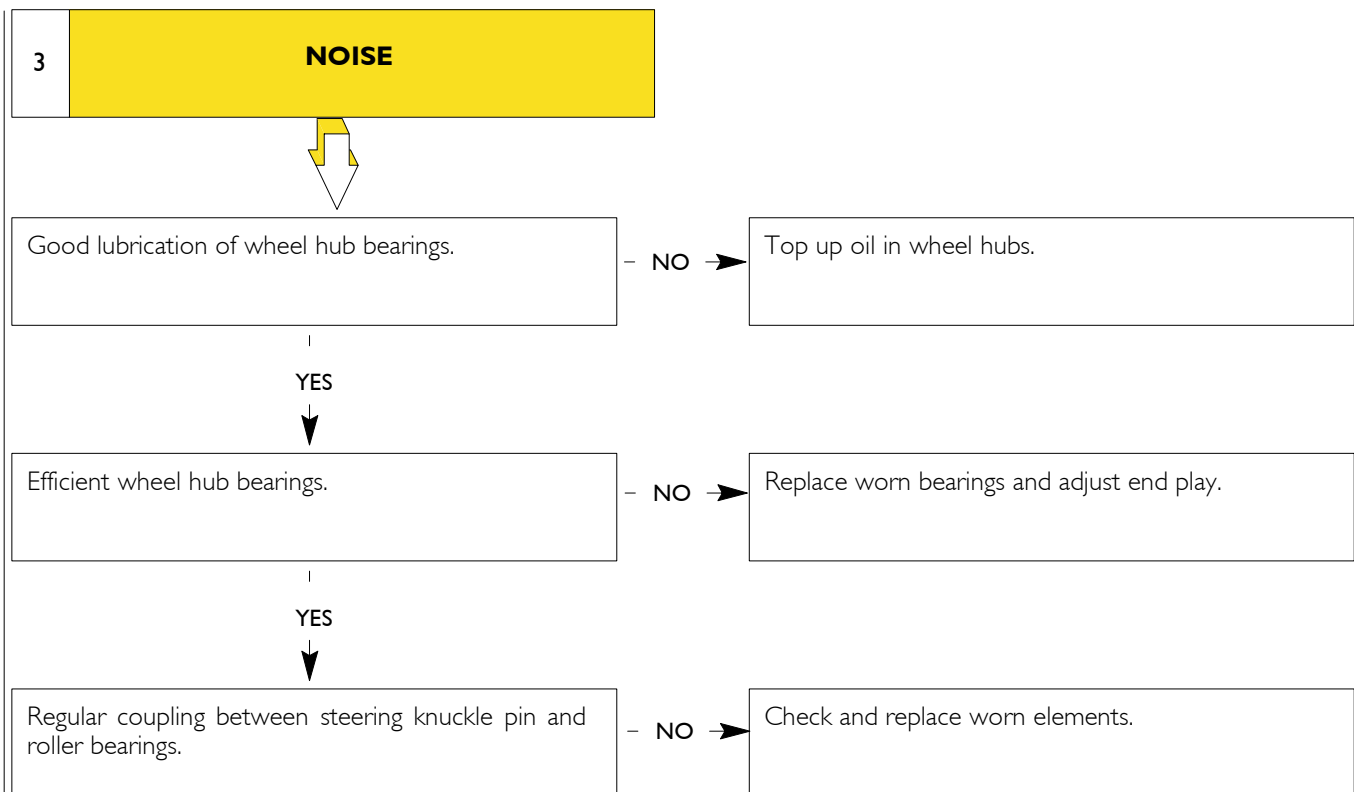 3
NOISE
Good lubrication of wheel hub bearings.
NO
Top up oil in wheel hubs.
YES
Efficient wheel hub bearings.
NO
Replace worn bearings and adjust end play.
YES
Regular coupling between steering knuckle pin and
roller bearings.
NO
Check and replace worn elements.